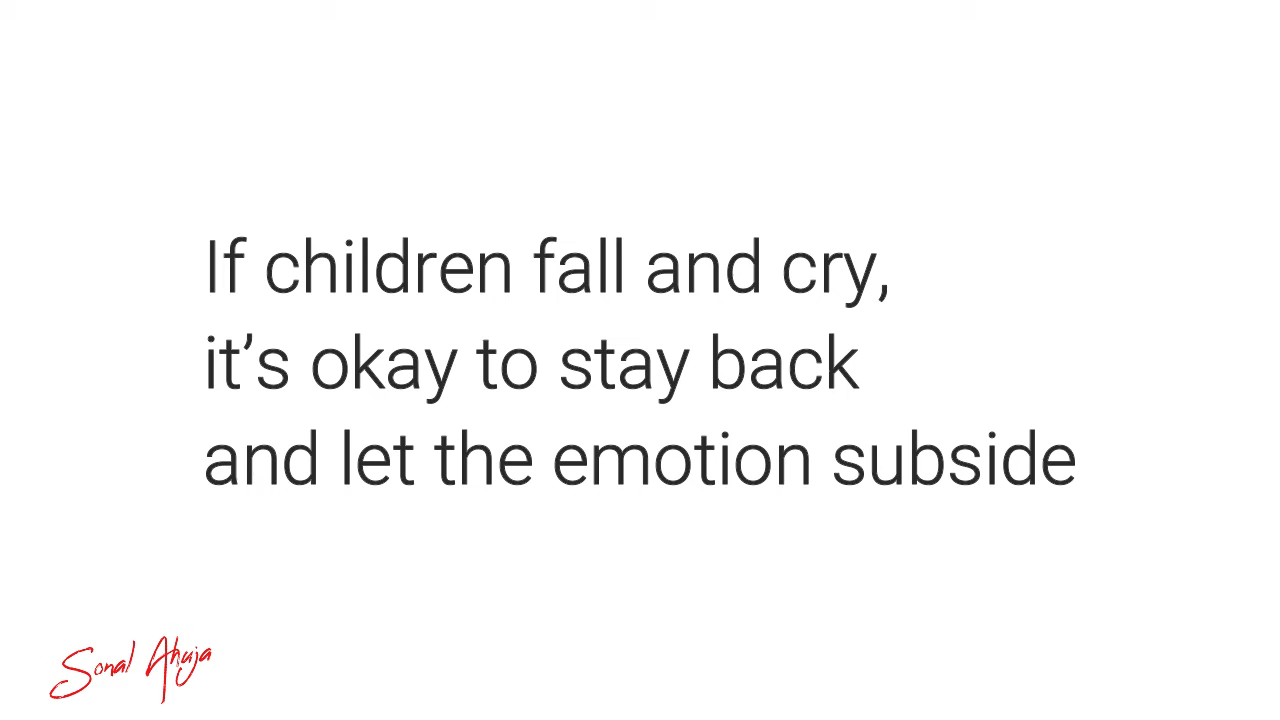 If children fall and cry,
it’s okay to stay back
and let the emotion subside
Sonal Ahuja